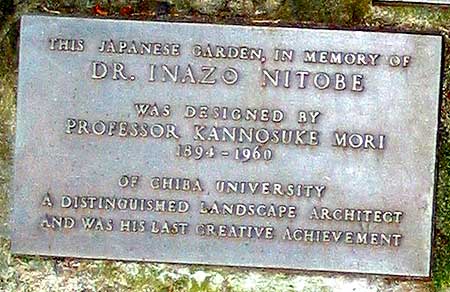 THIS JAPANESE GARDEN, IN MEMORY OF
DR. INAZO NITOBE
WAS DESIGNED BY
PROFESSOR KANNOSUKE MORI
1894 - 1960
OF CHIBA UNIVERSITY
A DISTINGUISHED LANDSCAPE ARCHITECT
AND WAS HIS LAST CREATIVE ACHIEVEMENT